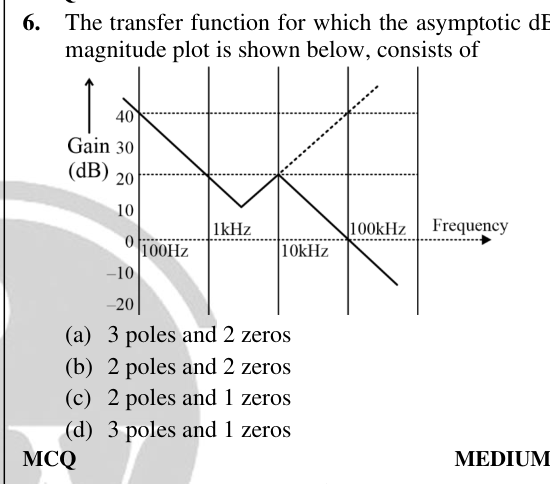 6. The transfer function for which the asymptotic dB
magnitude plot is shown below, consists of
40
Gain 30
(dB) 20
10
1kHz
100kHz
Frequency
0
100Hz
10kHz
–10
–20
(a) 3 poles and 2 zeros
(b) 2 poles and 2 zeros
(c) 2 poles and 1 zeros
(d) 3 poles and 1 zeros
MCQ
MEDIUM